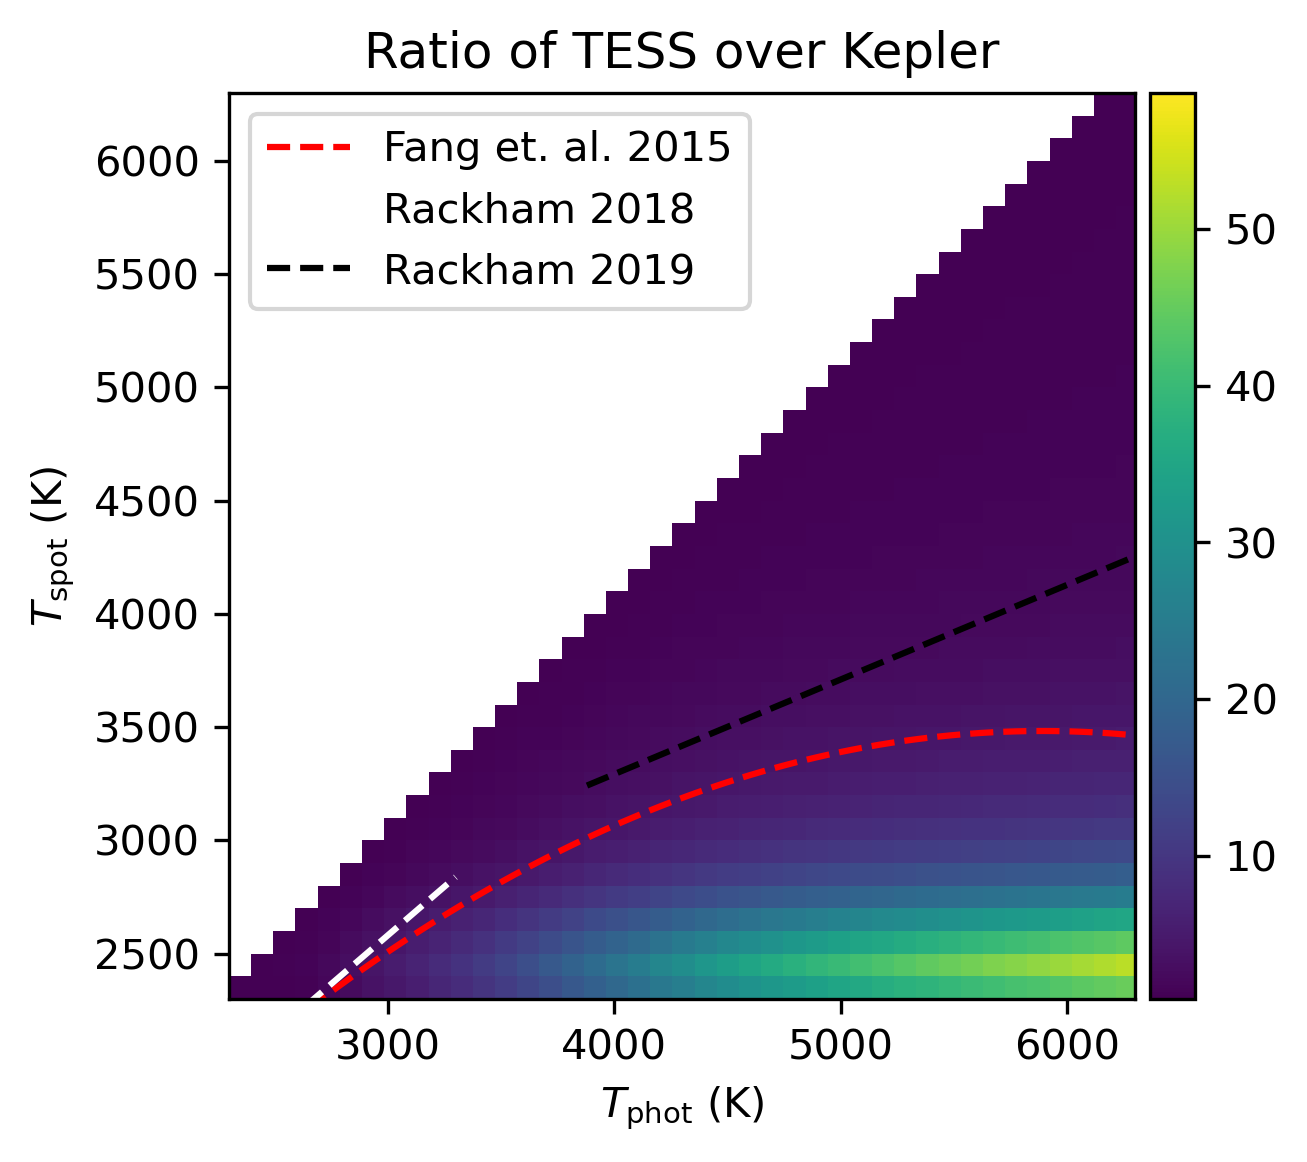 Ratio of TESS over Kepler
Fang et. al. 2015
Rackham 2018
Rackham 2019
6000
5500
5000
4500
4000
3500
3000
2500
T_spot (K)
3000 4000 5000 6000
T_phot (K)
50
40
30
20
10